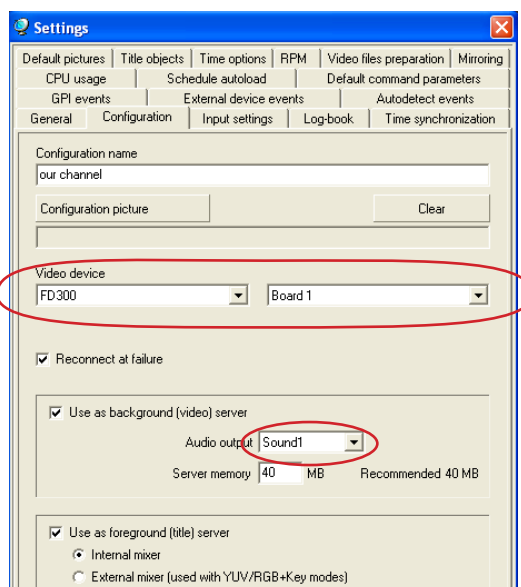 Settings
Default pictures Title objects Time options RPM Video files preparation Mirroring
CPU usage Schedule autoload Default command parameters
GPI events External device events Autodetect events
General Configuration Input settings Log-book Time synchronization
Configuration name
our channel
Configuration picture Clear
Video device
FD300 Board 1
Reconnect at failure
Use as background (video) server
Audio output Sound1
Server memory 40 MB Recommended 40 MB
Use as foreground (title) server
Internal mixer
External mixer (used with YUV/RGB+Key modes)